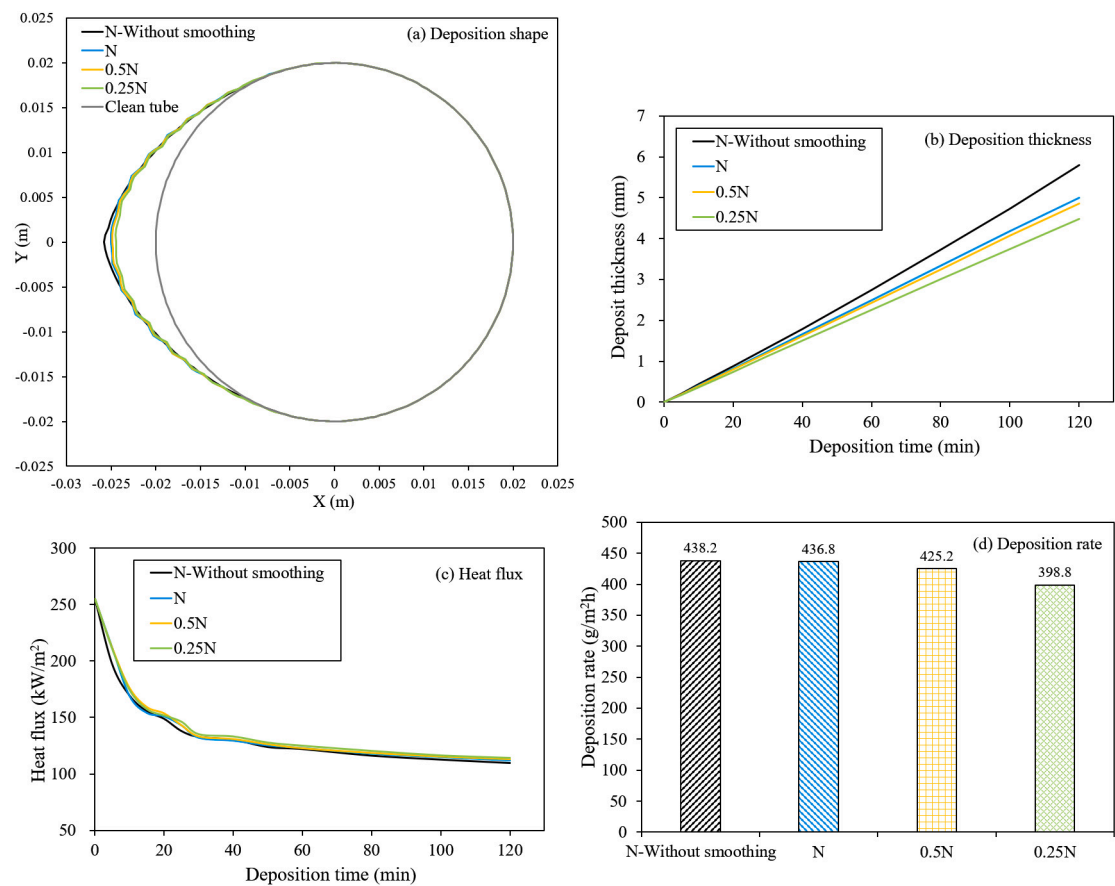 0.025
0.02
0.015
0.01
0.005
0
-0.005
-0.01
-0.015
-0.02
-0.025
Y (m)
N-Without smoothing
N
0.5N
0.25N
Clean tube
(a) Deposition shape
-0.03 -0.025 -0.02 -0.015 -0.01 -0.005 0 0.005 0.01 0.015 0.02 0.025
X (m)
7
6
5
4
3
2
1
0
Deposit thickness (mm)
N-Without smoothing
N
0.5N
0.25N
(b) Deposition thickness
0 20 40 60 80 100 120
Deposition time (min)
300
250
200
150
100
50
Heat flux (kW/m²)
N-Without smoothing
N
0.5N
0.25N
(c) Heat flux
0 20 40 60 80 100 120
Deposition time (min)
500
450
400
350
300
250
200
150
100
50
0
Deposition rate (g/m²h)
(d) Deposition rate
438.2 436.8 425.2 398.8
N-Without smoothing N 0.5N 0.25N